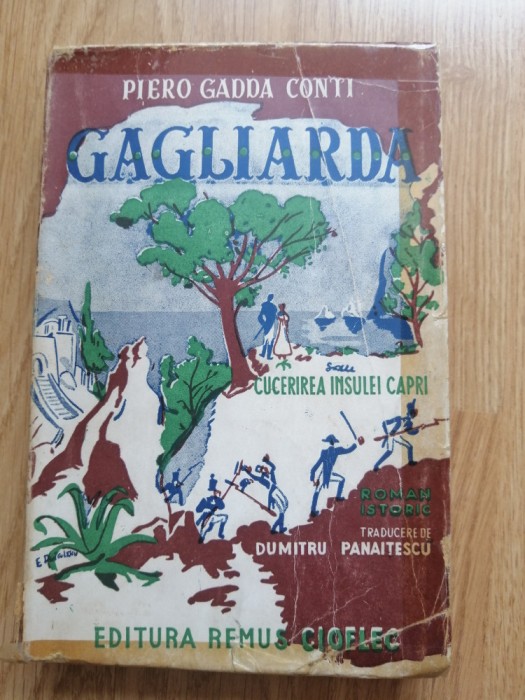 PIERO GADDA CONTI
GAGLIARDA
sau
CUCERIREA INSULEI CAPRI
ROMAN
ISTORIC
TRADUCERE DE
DUMITRU PANAITESCU
EDITURA REMUS CIOFLEC